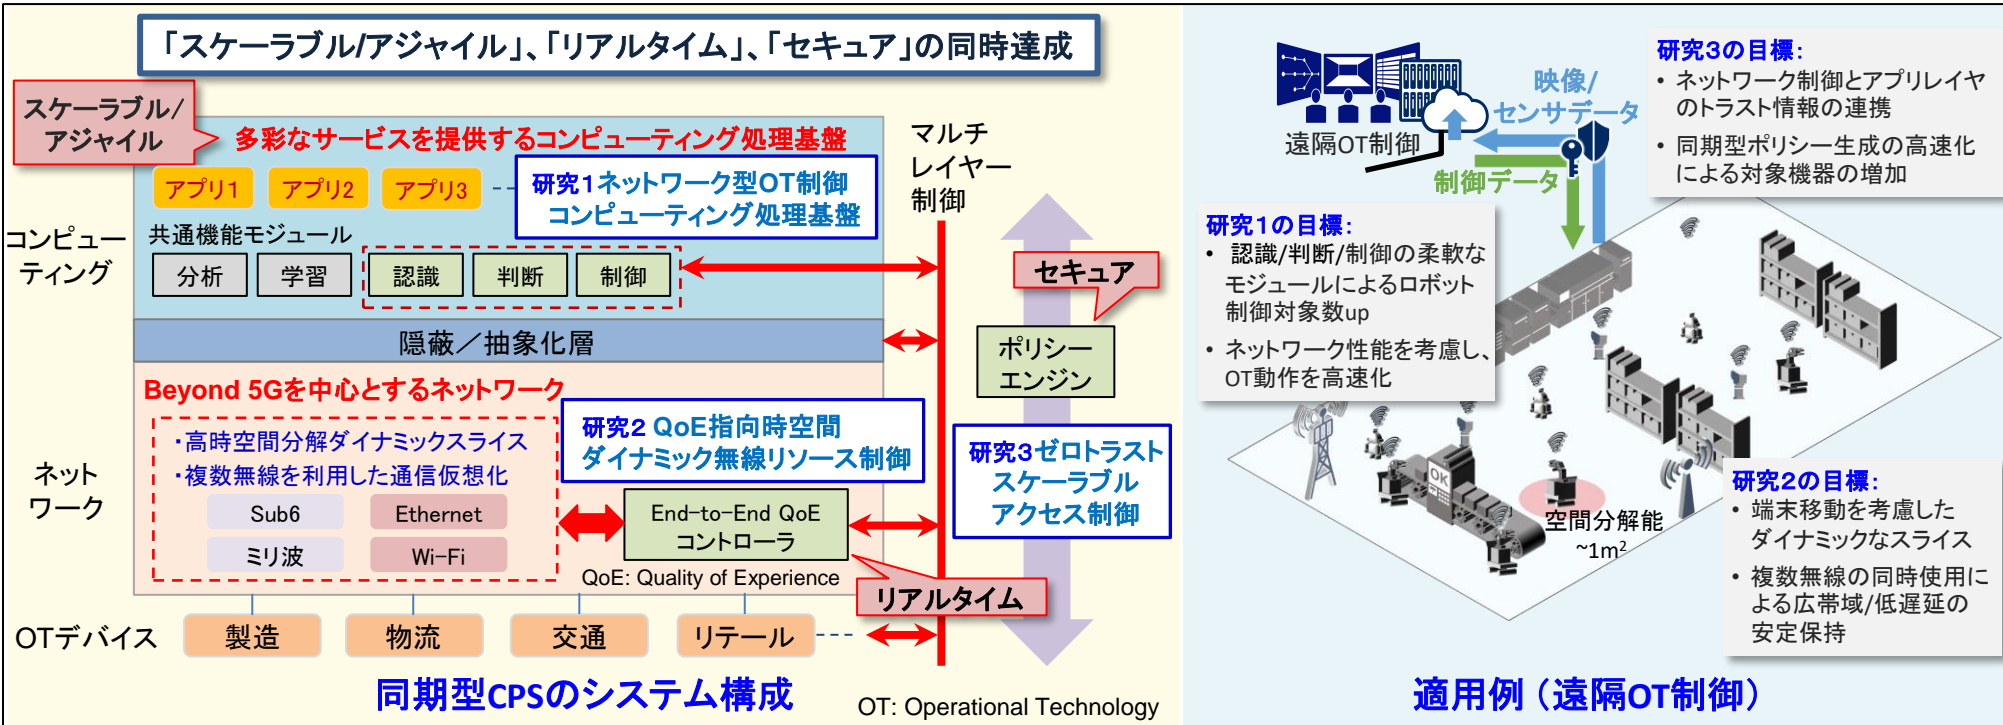 「スケーラブル/アジャイル」、「リアルタイム」、「セキュア」の同時達成
スケーラブル/
アジャイル
多彩なサービスを提供するコンピューティング処理基盤
アプリ1
アプリ2
アプリ3
研究1ネットワーク型OT制御
コンピューティング処理基盤
コンピュー
ティング
共通機能モジュール
分析
学習
認識
判断
制御
マルチ
レイヤー
制御
セキュア
隠蔽／抽象化層
ポリシー
エンジン
Beyond 5Gを中心とするネットワーク
・高時空間分解ダイナミックスライス
・複数無線を利用した通信仮想化
研究2 QoE指向時空間
ダイナミック無線リソース制御
研究3ゼロトラスト
スケーラブル
アクセス制御
ネット
ワーク
Sub6
Ethernet
ミリ波
Wi-Fi
End-to-End QoE
コントローラ
QoE: Quality of Experience
リアルタイム
OTデバイス
製造
物流
交通
リテール
同期型CPSのシステム構成
OT: Operational Technology
遠隔OT制御
映像/
センサデータ
制御データ
研究3の目標：
• ネットワーク制御とアプリレイヤ
のトラスト情報の連携
• 同期型ポリシー生成の高速化
による対象機器の増加
研究1の目標：
• 認識/判断/制御の柔軟な
モジュールによるロボット
制御対象数up
• ネットワーク性能を考慮し、
OT動作を高速化
OK
空間分解能
~1m²
研究2の目標：
• 端末移動を考慮した
ダイナミックなスライス
• 複数無線の同時使用に
よる広帯域/低遅延の
安定保持
適用例（遠隔OT制御）